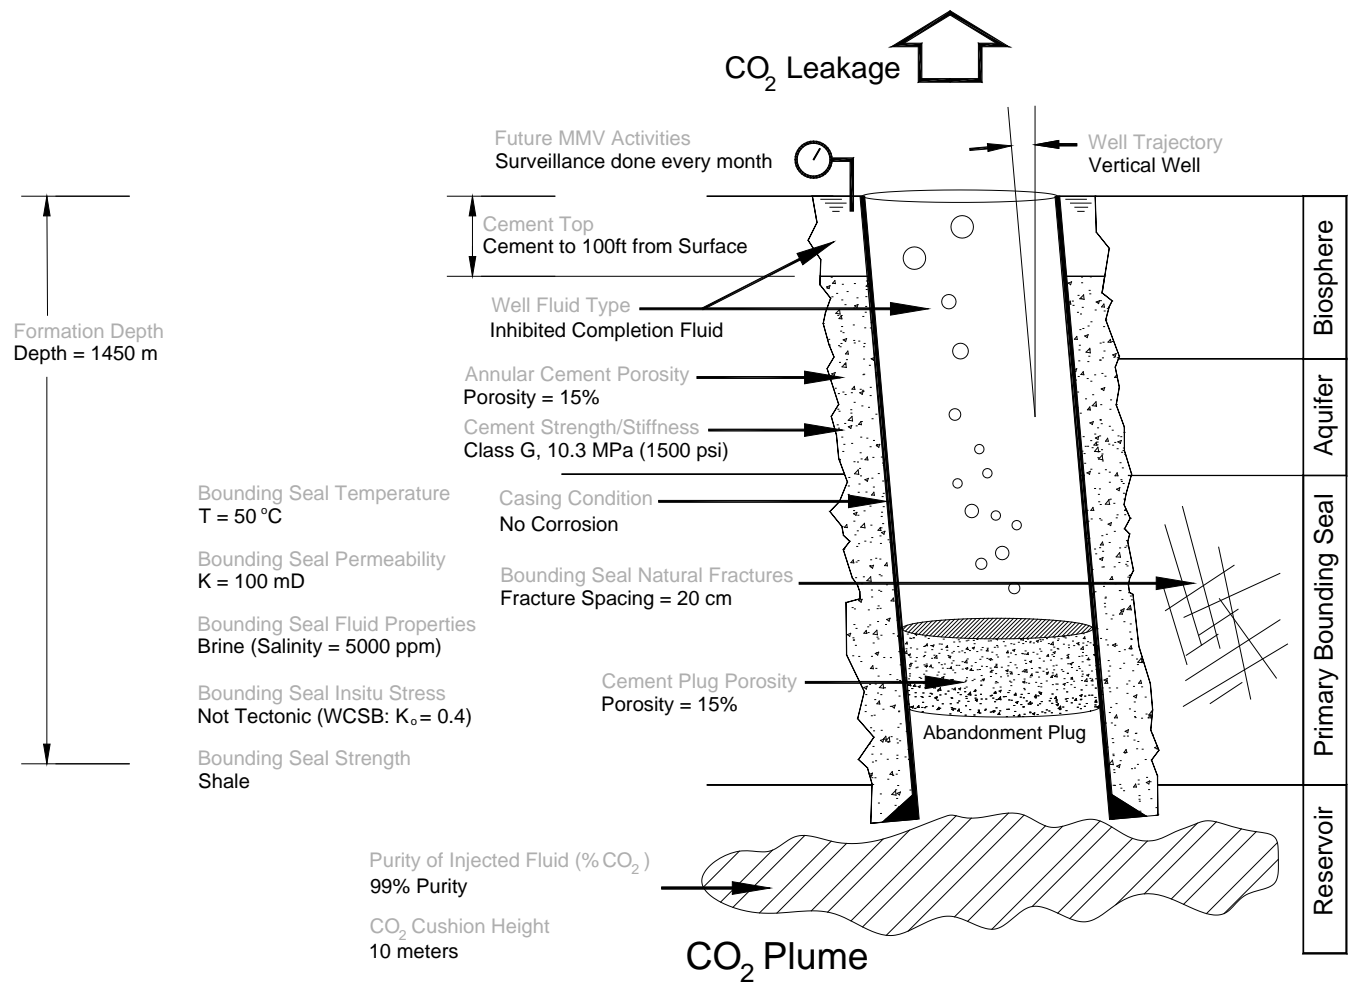 CO2 Leakage
Future MMV Activities
Surveillance done every month
Well Trajectory
Vertical Well
Cement Top
Cement to 100ft from Surface
Well Fluid Type
Inhibited Completion Fluid
Formation Depth
Depth = 1450 m
Annular Cement Porosity
Porosity = 15%
Cement Strength/Stiffness
Class G, 10.3 MPa (1500 psi)
Bounding Seal Temperature
T = 50 °C
Casing Condition
No Corrosion
Bounding Seal Permeability
K = 100 mD
Bounding Seal Natural Fractures
Fracture Spacing = 20 cm
Bounding Seal Fluid Properties
Brine (Salinity = 5000 ppm)
Bounding Seal Insitu Stress
Not Tectonic (WCSB: Ko = 0.4)
Cement Plug Porosity
Porosity = 15%
Abandonment Plug
Bounding Seal Strength
Shale
Purity of Injected Fluid (% CO2)
99% Purity
CO2 Cushion Height
10 meters
CO2 Plume
Biosphere
Aquifer
Primary Bounding Seal
Reservoir